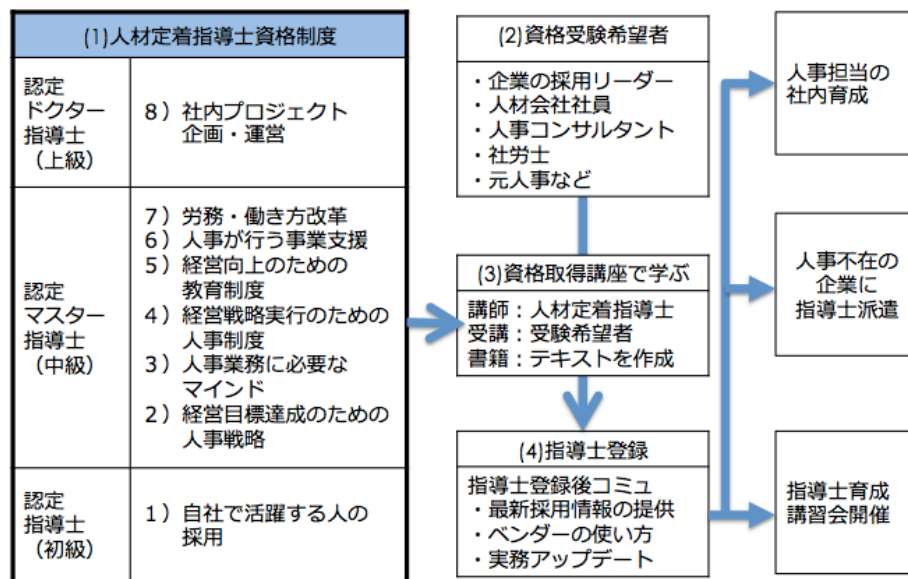 (1)人材定着指導士資格制度
認定
ドクター
指導士
（上級）
8）社内プロジェクト
企画・運営
認定
マスター
指導士
（中級）
7）労務・働き方改革
6）人事が行う事業支援
5）経営向上のための
教育制度
4）経営戦略実行のための
人事制度
3）人事業務に必要な
マインド
2）経営目標達成のための
人事戦略
認定
指導士
（初級）
1）自社で活躍する人の
採用
(2)資格受験希望者
・企業の採用リーダー
・人材会社社員
・人事コンサルタント
・社労士
・元人事など
(3)資格取得講座で学ぶ
講師：人材定着指導士
受講：受験希望者
書籍：テキストを作成
(4)指導士登録
指導士登録後コミュ
・最新採用情報の提供
・ベンダーの使い方
・実務アップデート
人事担当の
社内育成
人事不在の
企業に
指導士派遣
指導士育成
講習会開催